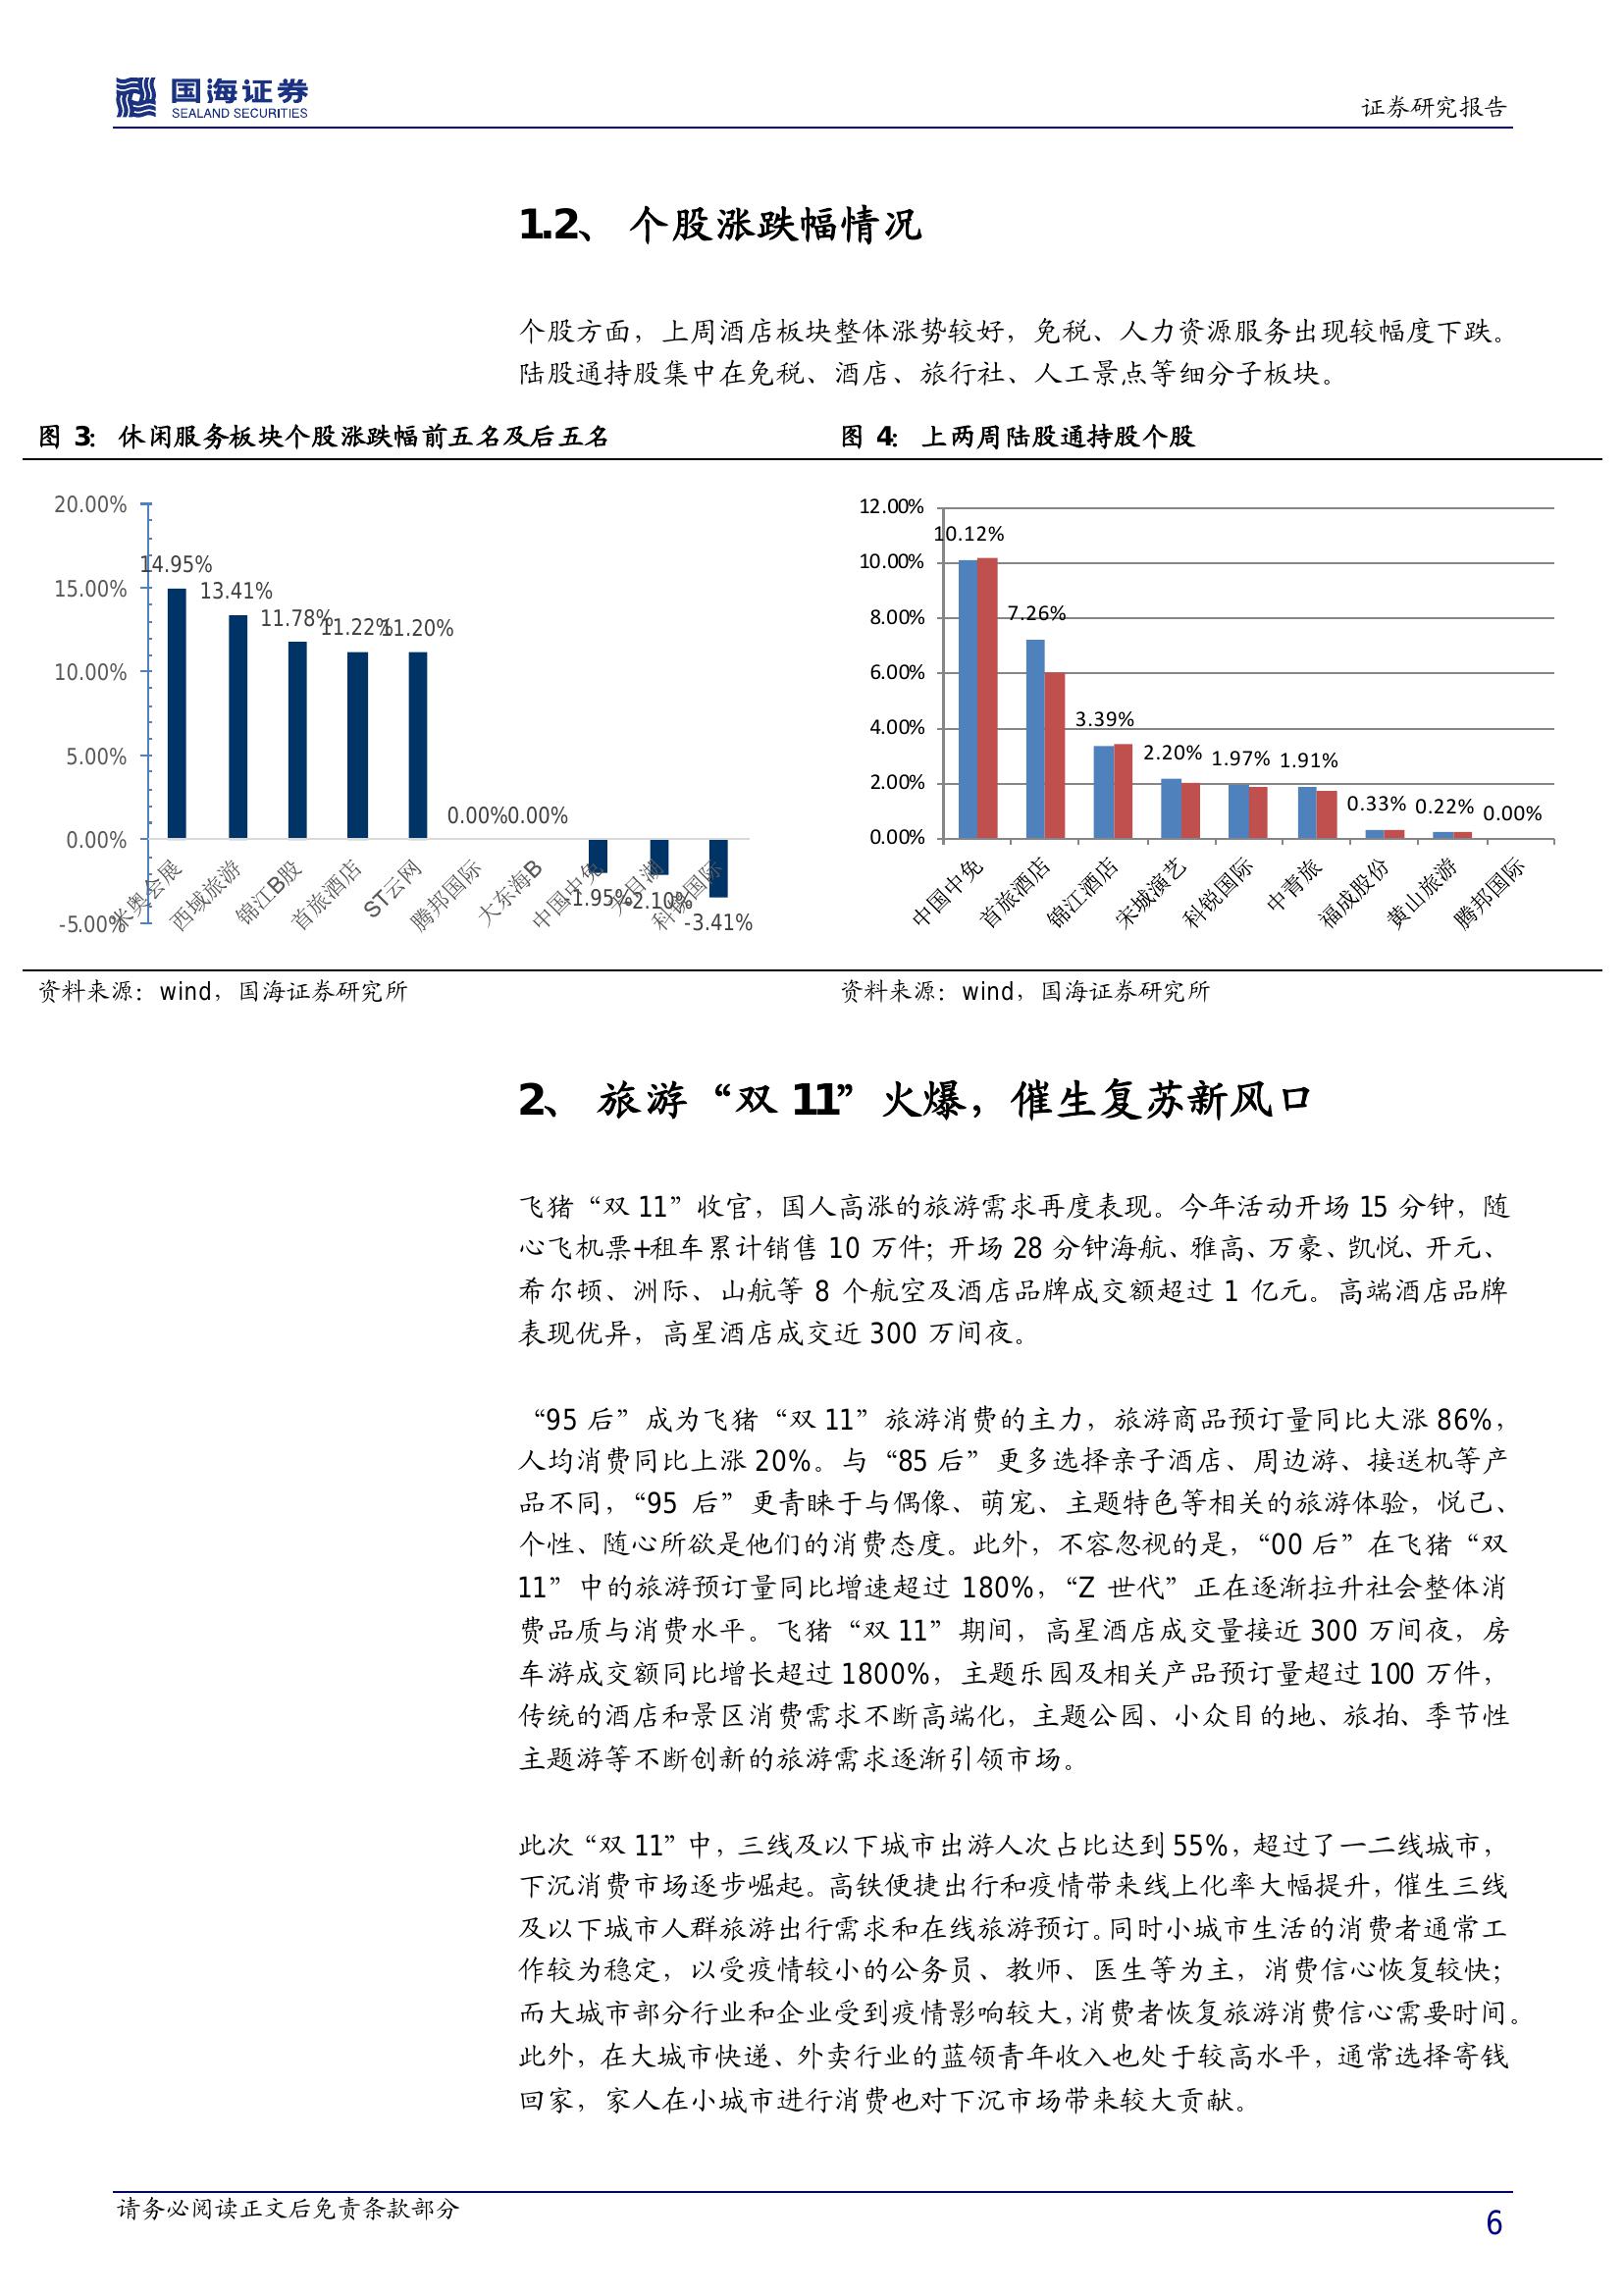 国海证券
SEALAND SECURITIES
证券研究报告
1.2、 个股涨跌幅情况
个股方面，上周酒店板块整体涨势较好，免税、人力资源服务出现较幅度下跌。
陆股通持股集中在免税、酒店、旅行社、人工景点等细分子板块。
图 3： 休闲服务板块个股涨跌幅前五名及后五名
20.00%
15.00%
10.00%
5.00%
0.00%
-5.00%
14.95%
13.41%
11.78%
11.22%
11.20%
0.00%
0.00%
-1.95%
-2.10%
-3.41%
米奥会展
西域旅游
锦江B股
首旅酒店
ST云网
腾邦国际
大东海B
中国中免
天目湖
科锐国际
资料来源：wind，国海证券研究所
图 4： 上两周陆股通持股个股
12.00%
10.00%
8.00%
6.00%
4.00%
2.00%
0.00%
10.12%
7.26%
3.39%
2.20%
1.97%
1.91%
0.33%
0.22%
0.00%
中国中免
首旅酒店
锦江酒店
宋城演艺
科锐国际
中青旅
福成股份
黄山旅游
腾邦国际
资料来源：wind，国海证券研究所
2、 旅游“双 11”火爆，催生复苏新风口
飞猪“双 11”收官，国人高涨的旅游需求再度表现。今年活动开场 15 分钟，随
心飞机票+租车累计销售 10 万件；开场 28 分钟海航、雅高、万豪、凯悦、开元、
希尔顿、洲际、山航等 8 个航空及酒店品牌成交额超过 1 亿元。高端酒店品牌
表现优异，高星酒店成交近 300 万间夜。
“95 后”成为飞猪“双 11”旅游消费的主力，旅游商品预订量同比大涨 86%，
人均消费同比上涨 20%。与“85 后”更多选择亲子酒店、周边游、接送机等产
品不同，“95 后”更青睐于与偶像、萌宠、主题特色等相关的旅游体验，悦己、
个性、随心所欲是他们的消费态度。此外，不容忽视的是，“00 后”在飞猪“双
11”中的旅游预订量同比增速超过 180%，“Z 世代”正在逐渐拉升社会整体消
费品质与消费水平。飞猪“双 11”期间，高星酒店成交量接近 300 万间夜，房
车游成交额同比增长超过 1800%，主题乐园及相关产品预订量超过 100 万件，
传统的酒店和景区消费需求不断高端化，主题公园、小众目的地、旅拍、季节性
主题游等不断创新的旅游需求逐渐引领市场。
此次“双 11”中，三线及以下城市出游人次占比达到 55%，超过了一二线城市，
下沉消费市场逐步崛起。高铁便捷出行和疫情带来线上化率大幅提升，催生三线
及以下城市人群旅游出行需求和在线旅游预订。同时小城市生活的消费者通常工
作较为稳定，以受疫情较小的公务员、教师、医生等为主，消费信心恢复较快；
而大城市部分行业和企业受到疫情影响较大，消费者恢复旅游消费信心需要时间。
此外，在大城市快递、外卖行业的蓝领青年收入也处于较高水平，通常选择寄钱
回家，家人在小城市进行消费也对下沉市场带来较大贡献。
请务必阅读正文后免责条款部分
6